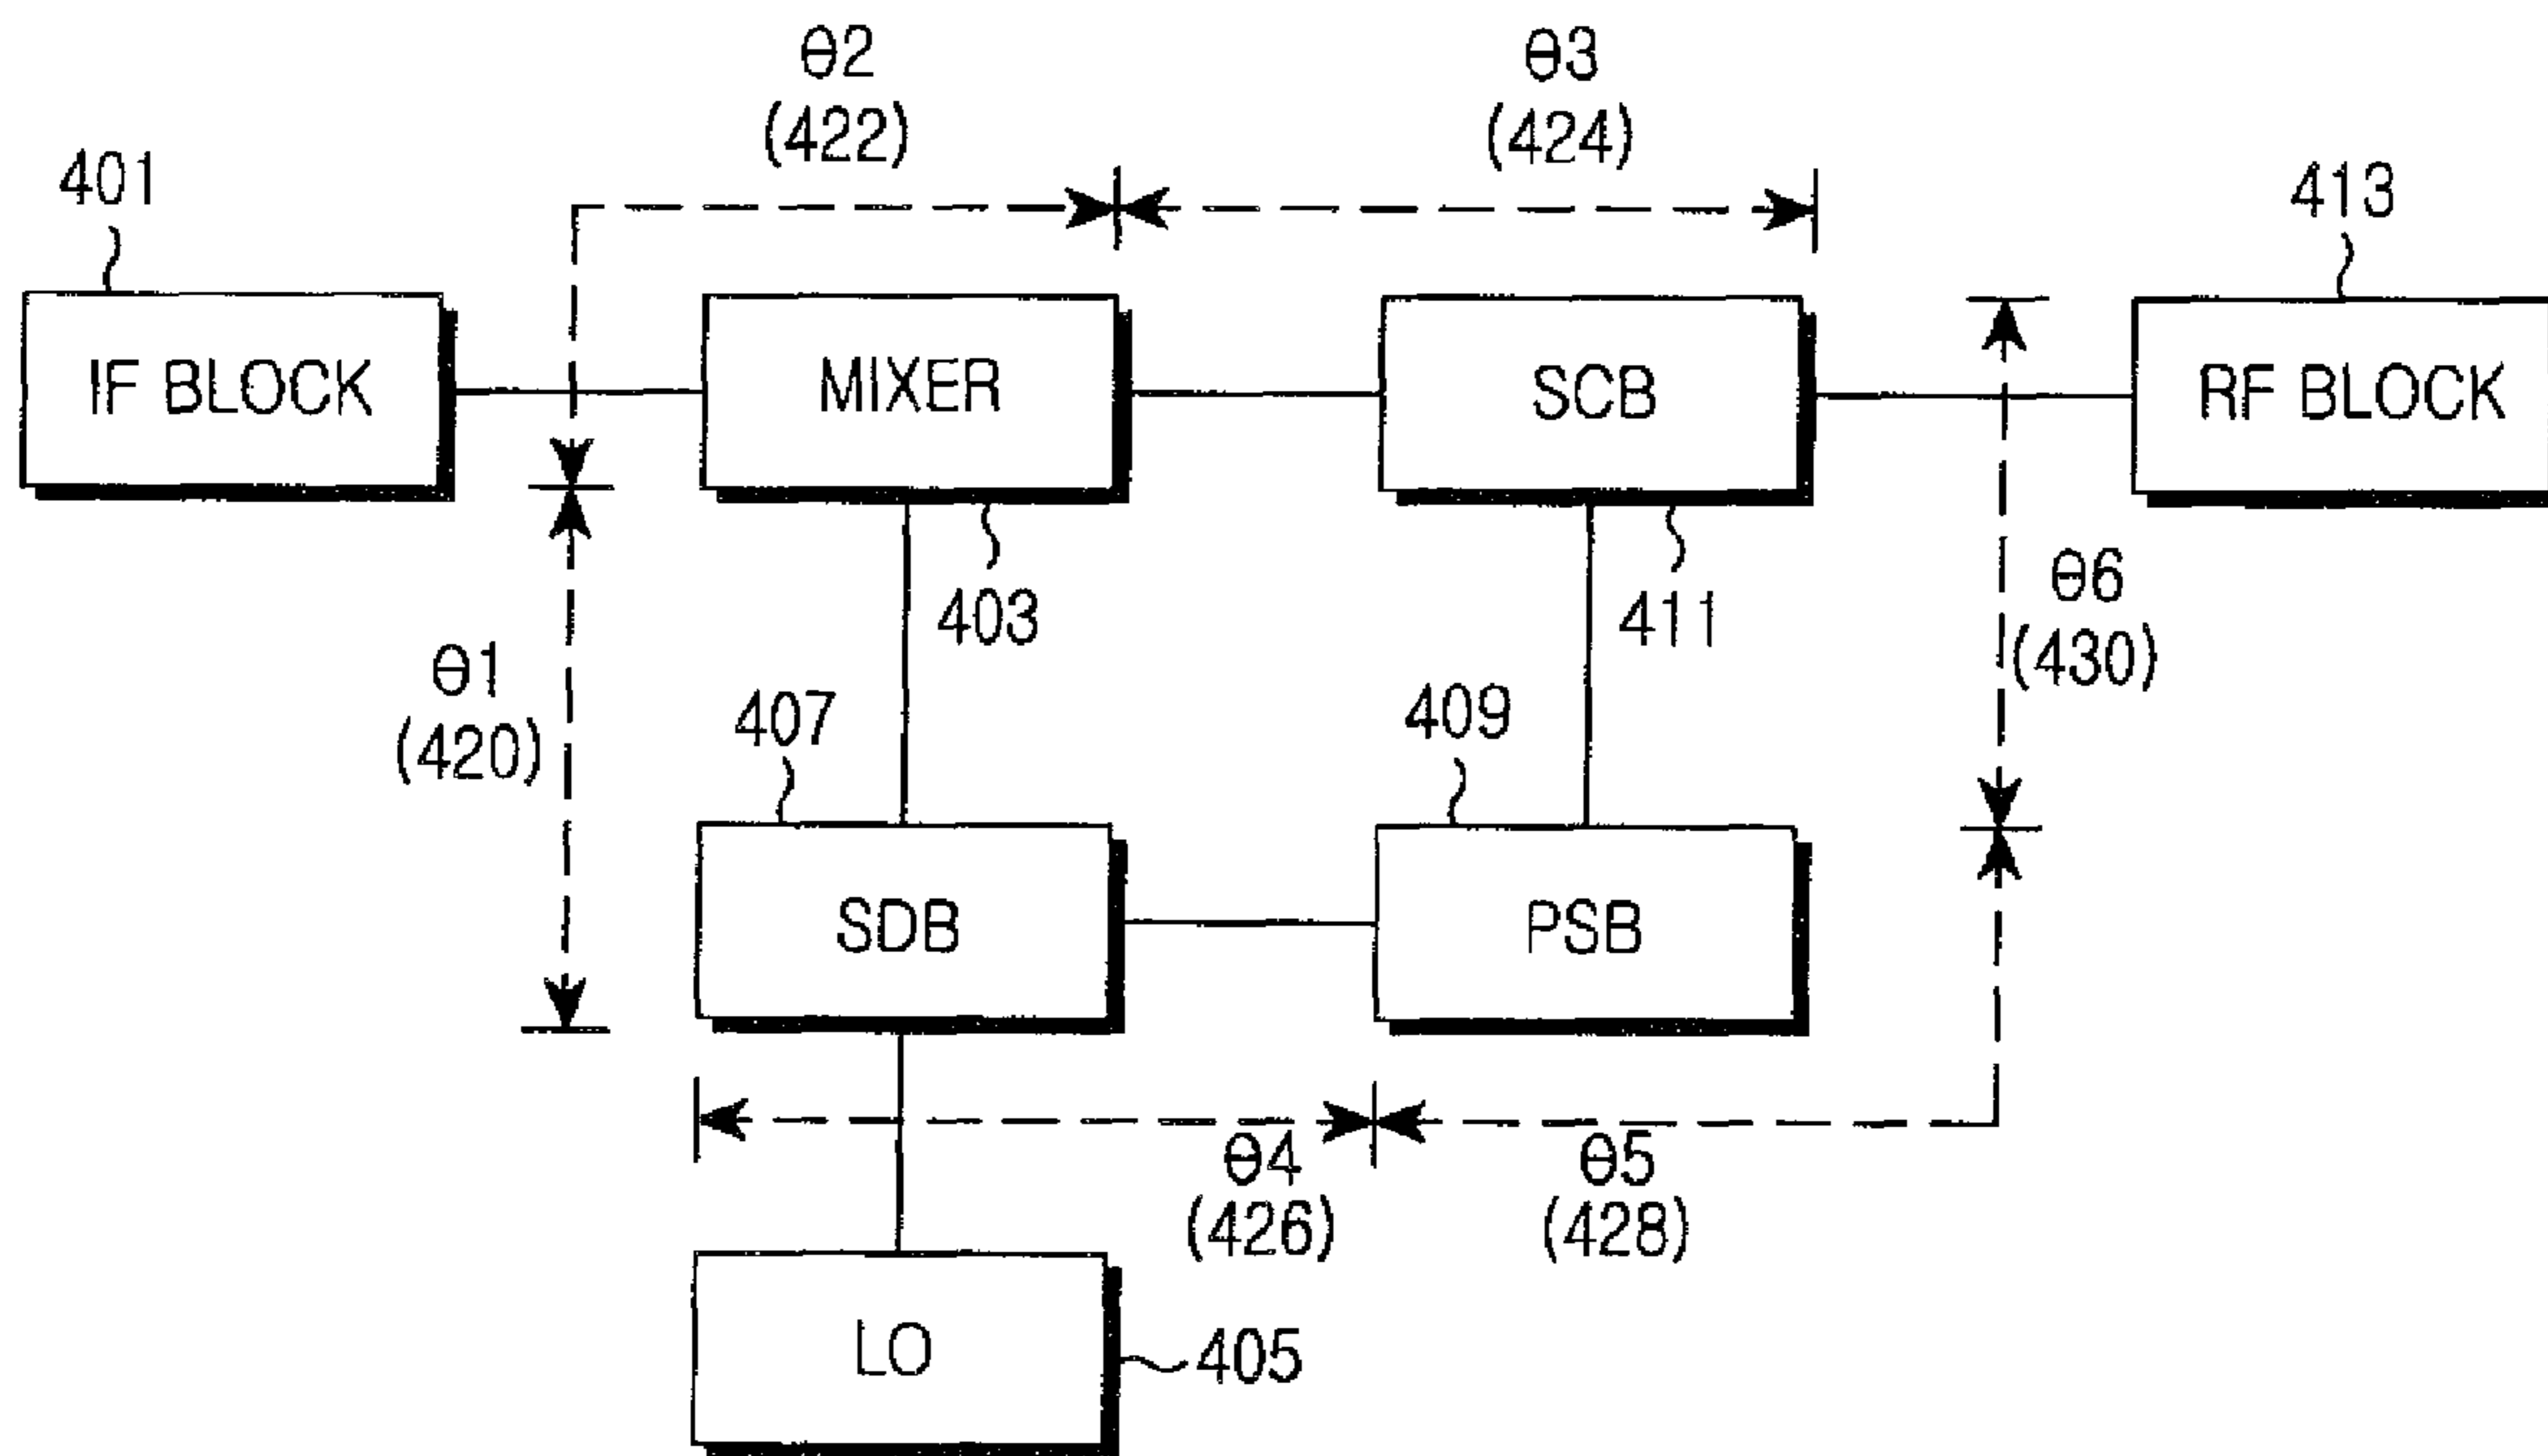 θ2
(422)
θ3
(424)
401
413
IF BLOCK
MIXER
SCB
RF BLOCK
403
411
θ6
(430)
θ1
(420)
407
409
SDB
PSB
θ4
(426)
θ5
(428)
LO
405